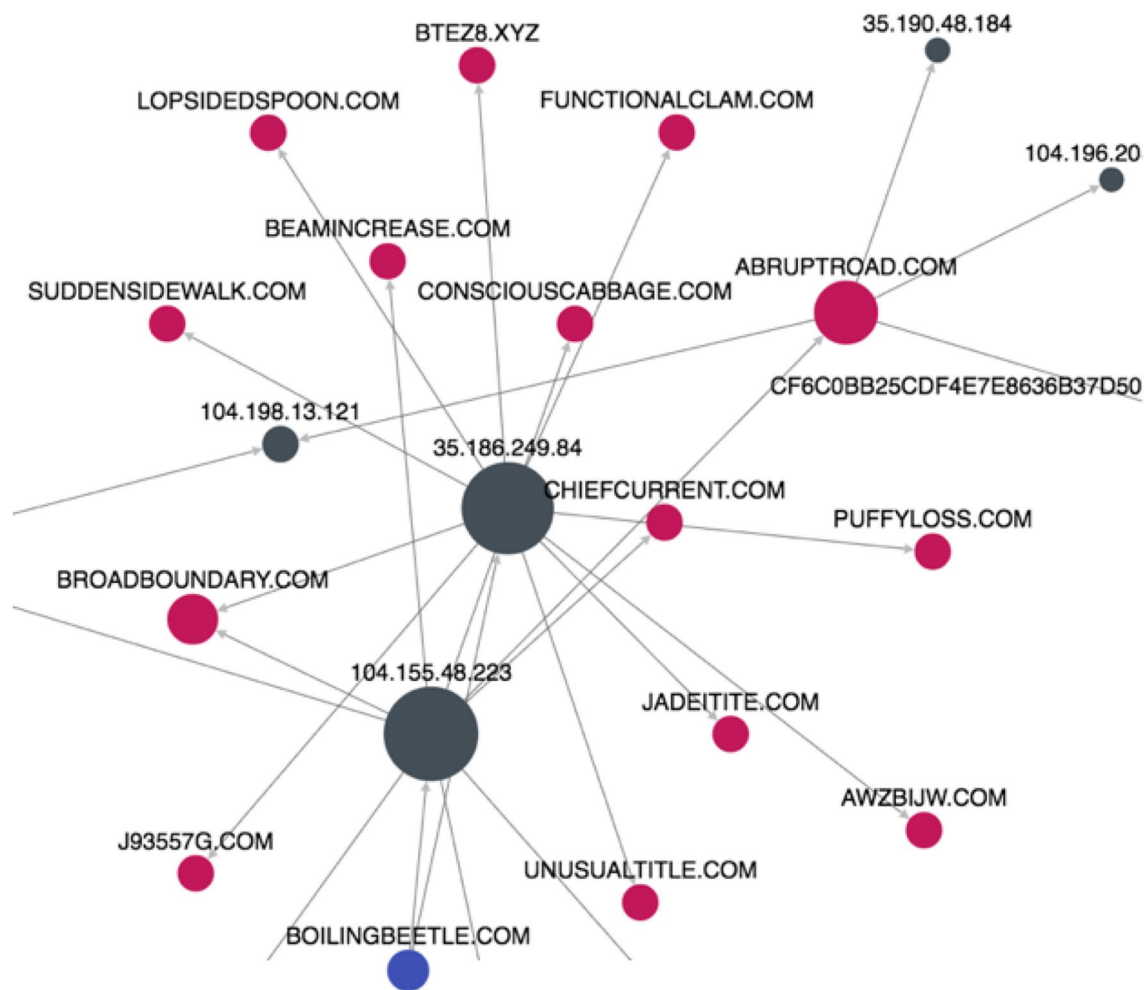 35.190.48.184
BTEZ8.XYZ
LOPSIDEDSPOON.COM
FUNCTIONALCLAM.COM
104.196.20
BEAMINCREASE.COM
ABRUPTROAD.COM
SUDDENSIDEWALK.COM
CONSCIOUSCABBAGE.COM
CF6C0BB25CDF4E7E8636B37D50
104.198.13.121
35.186.249.84
CHIEFCURRENT.COM
PUFFYLOSS.COM
BROADBOUNDARY.COM
104.155.48.223
JADEITITE.COM
AWZBIJW.COM
J93557G.COM
UNUSUALTITLE.COM
BOILINGBEETLE.COM